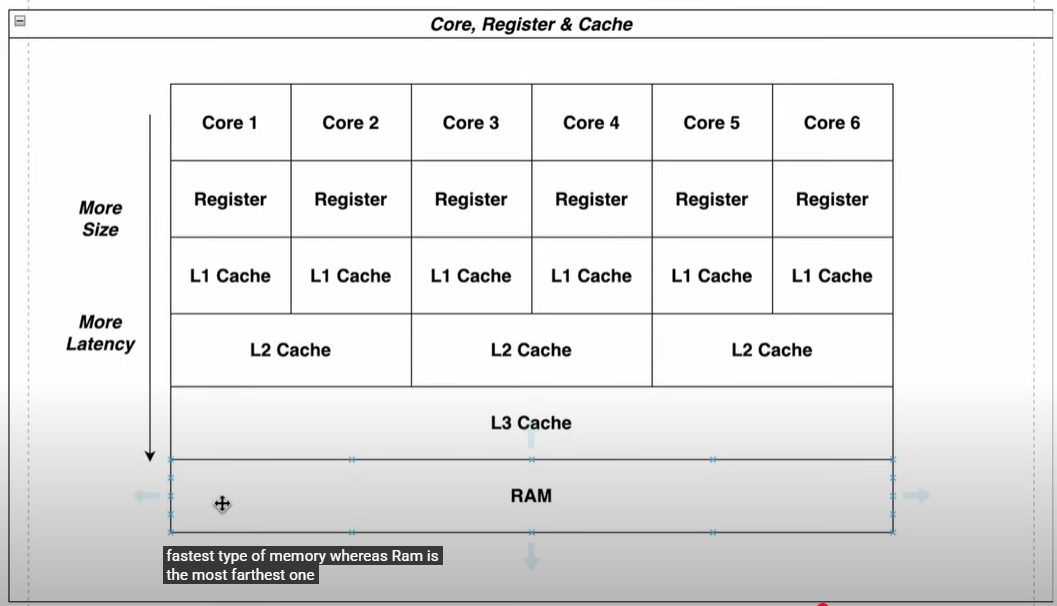 Core, Register & Cache
Core 1 Core 2 Core 3 Core 4 Core 5 Core 6
Register Register Register Register Register Register
More
Size
L1 Cache L1 Cache L1 Cache L1 Cache L1 Cache L1 Cache
More
Latency
L2 Cache L2 Cache L2 Cache
L3 Cache
RAM
fastest type of memory whereas Ram is
the most farthest one